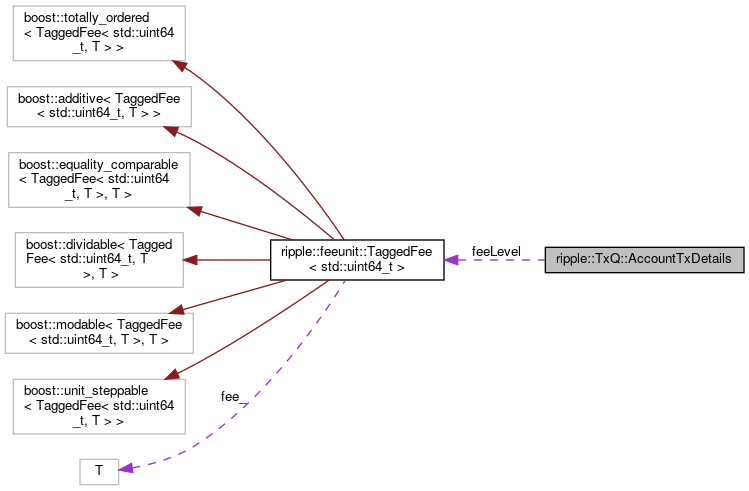 boost::totally_ordered
< TaggedFee< std::uint64
_t, T > >
boost::additive< TaggedFee
< std::uint64_t, T > >
boost::equality_comparable
< TaggedFee< std::uint64
_t, T >, T >
boost::dividable< Tagged
Fee< std::uint64_t, T
>, T >
boost::modable< TaggedFee
< std::uint64_t, T >, T >
boost::unit_steppable
< TaggedFee< std::uint64
_t, T > >
T
ripple::feeunit::TaggedFee
< std::uint64_t >
fee_
feeLevel
ripple::TxQ::AccountTxDetails